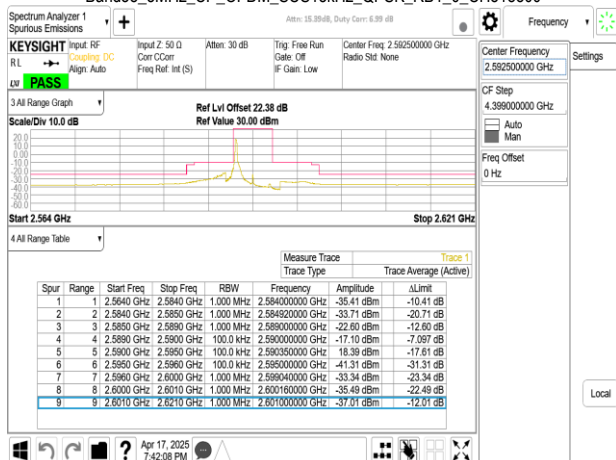 Spectrum Analyzer 1
Spurious Emissions
Attn: 15.39dB, Duty Corr: 6.99 dB
Frequency
KEYSIGHT
Input: RF
Coupling: DC
Align: Auto
Input Z: 50 Ω
Corr CCorr
Freq Ref: Int (S)
Atten: 30 dB
Trig: Free Run
Gate: Off
IF Gain: Low
Center Freq: 2.592500000 GHz
Radio Std: None
RL
LXI
PASS
Center Frequency
2.592500000 GHz
Settings
CF Step
4.399000000 GHz
Auto
Man
Freq Offset
0 Hz
3 All Range Graph
Scale/Div 10.0 dB
Ref Lvl Offset 22.38 dB
Ref Value 30.00 dBm
20.0
10.0
0.00
-10.0
-20.0
-30.0
-40.0
-50.0
-60.0
Start 2.564 GHz
Stop 2.621 GHz
4 All Range Table
Measure Trace Trace 1
Trace Type Trace Average (Active)
Spur Range Start Freq Stop Freq RBW Frequency Amplitude ΔLimit
1 1 2.5640 GHz 2.5840 GHz 1.000 MHz 2.584000000 GHz -35.41 dBm -10.41 dB
2 2 2.5840 GHz 2.5850 GHz 1.000 MHz 2.584920000 GHz -33.71 dBm -20.71 dB
3 3 2.5850 GHz 2.5890 GHz 1.000 MHz 2.589000000 GHz -22.60 dBm -12.60 dB
4 4 2.5890 GHz 2.5900 GHz 100.0 kHz 2.590000000 GHz -17.10 dBm -7.097 dB
5 5 2.5900 GHz 2.5950 GHz 100.0 kHz 2.590350000 GHz 18.39 dBm -17.61 dB
6 6 2.5950 GHz 2.5960 GHz 100.0 kHz 2.595000000 GHz -41.31 dBm -31.31 dB
7 7 2.5960 GHz 2.6000 GHz 1.000 MHz 2.599040000 GHz -33.34 dBm -23.34 dB
8 8 2.6000 GHz 2.6010 GHz 1.000 MHz 2.600160000 GHz -35.49 dBm -22.49 dB
9 9 2.6010 GHz 2.6210 GHz 1.000 MHz 2.601000000 GHz -37.01 dBm -12.01 dB
Local
Apr 17, 2025
7:42:08 PM